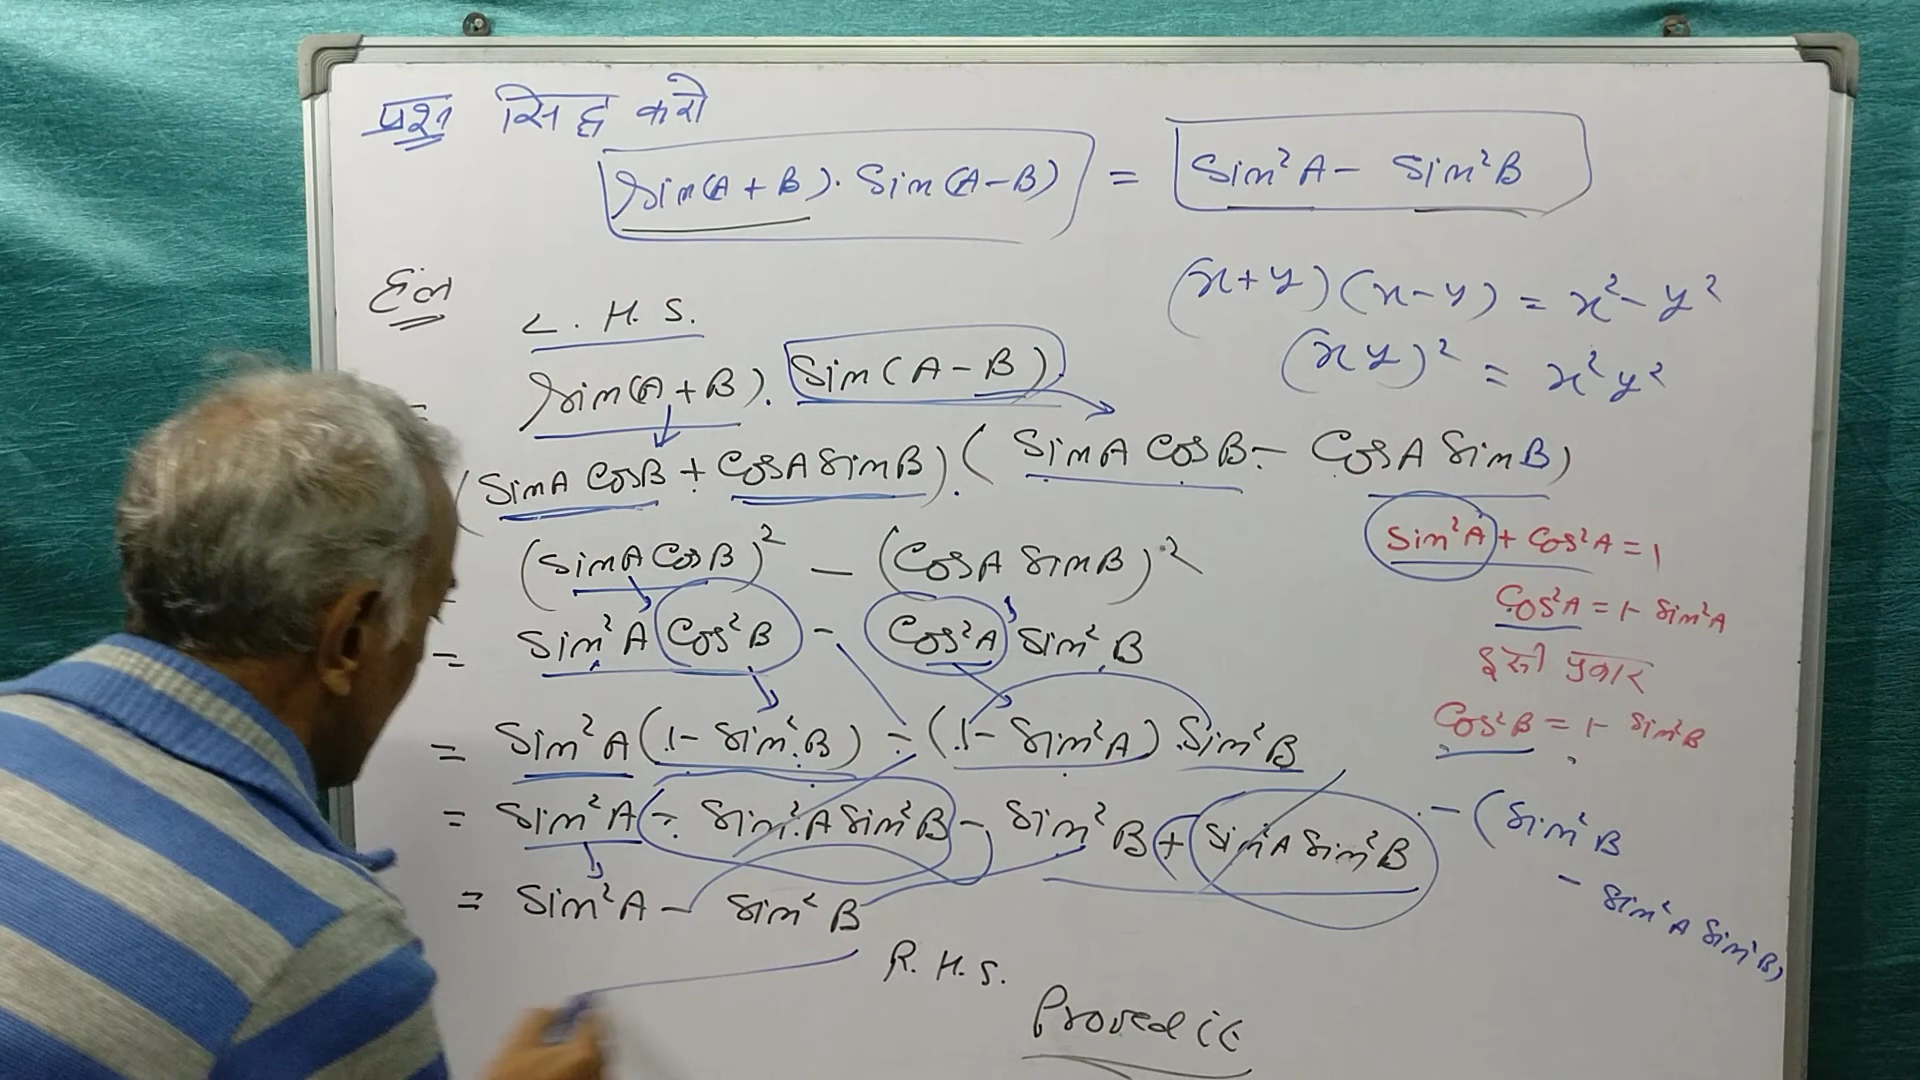 प्रश्न सिद्ध करो
Sin(A+B). Sin(A-B) = Sin²A - Sin²B
हल
L. H. S.
(x+y)(x-y) = x²-y²
(xy)² = x²y²
Sin(A+B). Sin(A-B)
(SinA CosB + CosA SinB).(SinA CosB - CosA SinB)
(SinA CosB)² - (CosA SinB)²
Sin²A + Cos²A = 1
Cos²A = 1- Sin²A
इसी प्रकार
Cos²B = 1- Sin²B
= Sin²A Cos²B - Cos²A Sin²B
= Sin²A(1- Sin²B) - (1- Sin²A) Sin²B
= Sin²A - Sin²A Sin²B - Sin²B + Sin²A Sin²B
-(Sin²B
- Sin²A Sin²B)
= Sin²A - Sin²B
R. H. S.
Proved